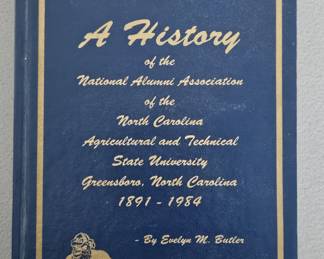 A History
of the
National Alumni Association
of the
North Carolina
Agricultural and Technical
State University
Greensboro, North Carolina
1891 - 1984
- By Evelyn M. Butler